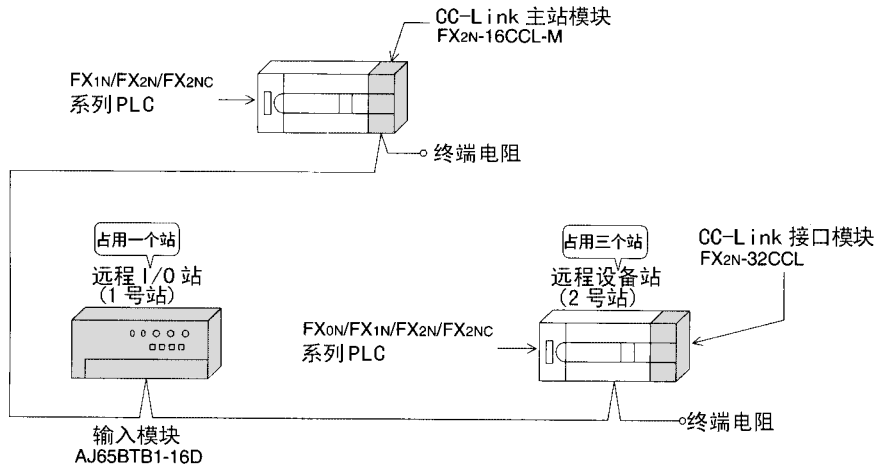 CC-Link 主站模块
FX2N-16CCL-M
FX1N/FX2N/FX2NC
系列PLC
终端电阻
占用一个站
远程I/O站
(1号站)
占用三个站
远程设备站
(2号站)
CC-Link 接口模块
FX2N-32CCL
FX0N/FX1N/FX2N/FX2NC
系列PLC
终端电阻
输入模块
AJ65BTB1-16D